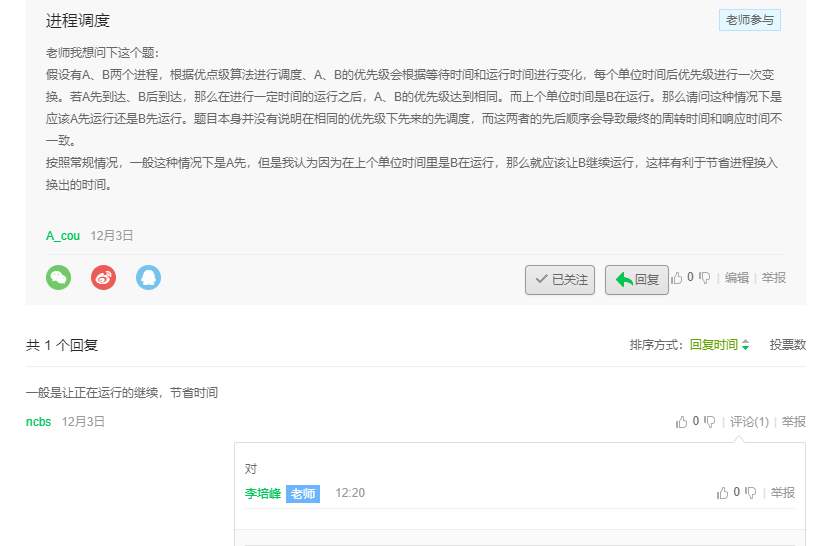 进程调度
老师参与
老师我想问下这个题：
假设有A、B两个进程，根据优点级算法进行调度、A、B的优先级会根据等待时间和运行时间进行变化，每个单位时间后优先级进行一次变
换。若A先到达、B后到达，那么在进行一定时间的运行之后，A、B的优先级达到相同。而上个单位时间是B在运行。那么请问这种情况下是
应该A先运行还是B先运行。题目本身并没有说明在相同的优先级下先来的先调度，而这两者的先后顺序会导致最终的周转时间和响应时间不
一致。
按照常规情况，一般这种情况下是A先，但是我认为因为在上个单位时间里是B在运行，那么就应该让B继续运行，这样有利于节省进程换入
换出的时间。
A_cou 12月3日
已关注 回复 0 | 编辑 | 举报
共 1 个回复
排序方式：回复时间 投票数
一般是让正在运行的继续，节省时间
ncbs 12月3日
0 | 评论(1) | 举报
对
李培峰 老师 12:20
0 | 举报